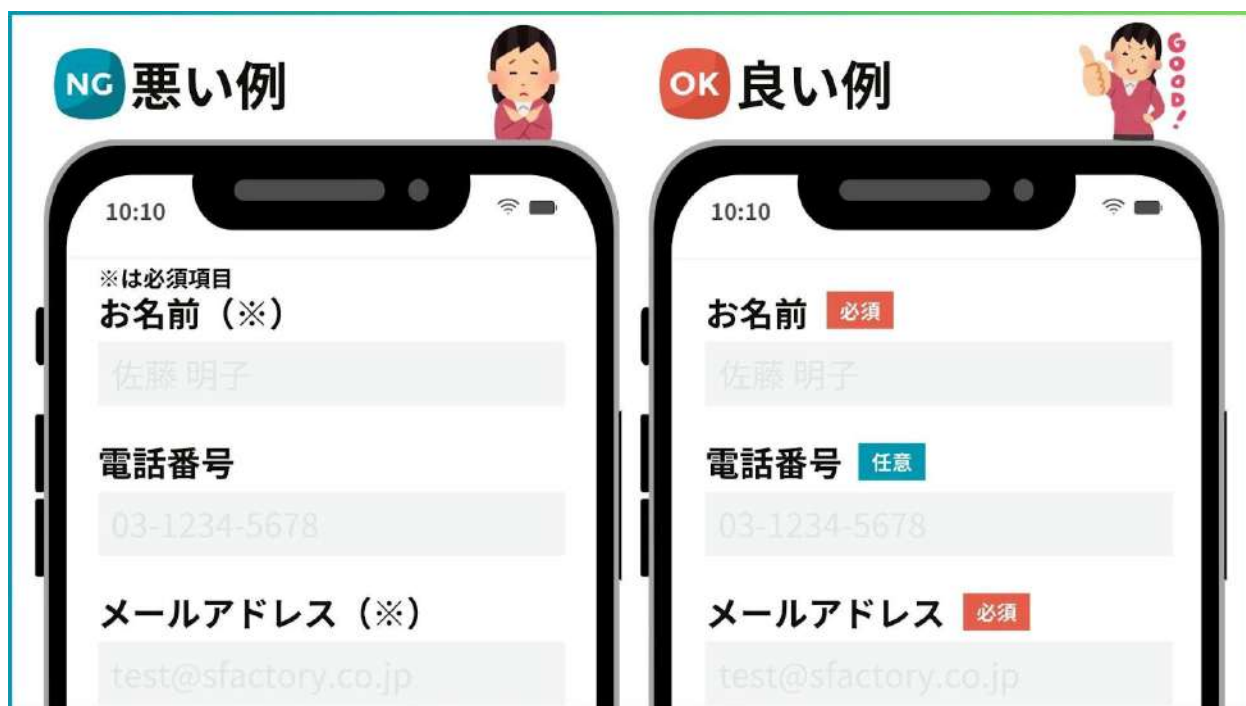 NG 悪い例
10:10
※は必須項目
お名前（※）
佐藤 明子
電話番号
03-1234-5678
メールアドレス（※）
test@sfactory.co.jp
OK 良い例
GOOD!
10:10
お名前 必須
佐藤 明子
電話番号 任意
03-1234-5678
メールアドレス 必須
test@sfactory.co.jp